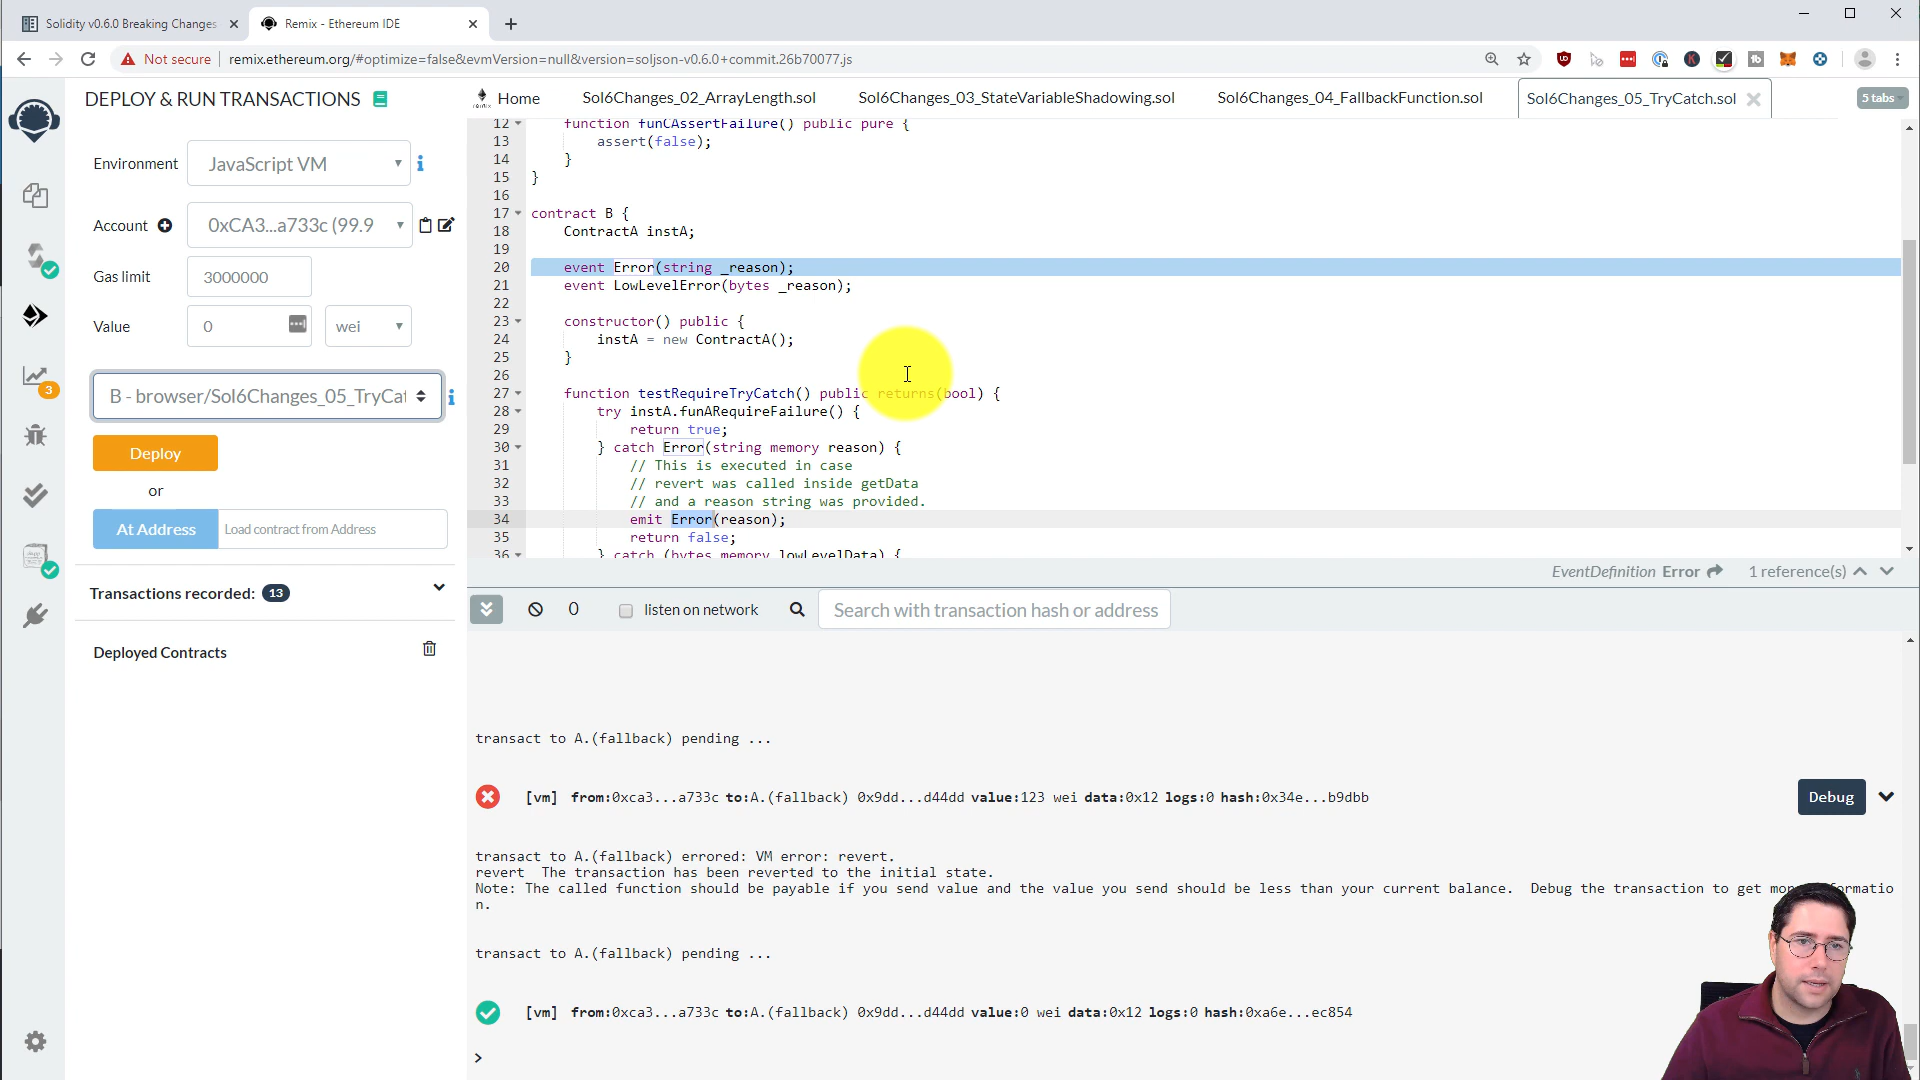 Solidity v0.6.0 Breaking Changes
Remix - Ethereum IDE
Not secure
remix.ethereum.org/#optimize=false&evmVersion=null&version=soljson-v0.6.0+commit.26b70077.js
DEPLOY & RUN TRANSACTIONS
Home
Sol6Changes_02_ArrayLength.sol
Sol6Changes_03_StateVariableShadowing.sol
Sol6Changes_04_FallbackFunction.sol
Sol6Changes_05_TryCatch.sol
5 tabs
Environment
JavaScript VM
Account
0xCA3...a733c (99.9
Gas limit
3000000
Value
0
wei
B - browser/Sol6Changes_05_TryCat
Deploy
or
At Address
Load contract from Address
Transactions recorded: 13
Deployed Contracts
3
12 function funCAssertFailure() public pure {
13 assert(false);
14 }
15 }
16
17 contract B {
18 ContractA instA;
19
20 event Error(string _reason);
21 event LowLevelError(bytes _reason);
22
23 constructor() public {
24 instA = new ContractA();
25 }
26
27 function testRequireTryCatch() public returns(bool) {
28 try instA.funARequireFailure() {
29 return true;
30 } catch Error(string memory reason) {
31 // This is executed in case
32 // revert was called inside getData
33 // and a reason string was provided.
34 emit Error(reason);
35 return false;
36 } catch (bytes memory lowLevelData) {
EventDefinition Error
1 reference(s)
0
listen on network
Search with transaction hash or address
transact to A.(fallback) pending ...
[vm] from:0xca3...a733c to:A.(fallback) 0x9dd...d44dd value:123 wei data:0x12 logs:0 hash:0x34e...b9dbb
Debug
transact to A.(fallback) errored: VM error: revert.
revert The transaction has been reverted to the initial state.
Note: The called function should be payable if you send value and the value you send should be less than your current balance. Debug the transaction to get
n.
transact to A.(fallback) pending ...
[vm] from:0xca3...a733c to:A.(fallback) 0x9dd...d44dd value:0 wei data:0x12 logs:0 hash:0xa6e...ec854
>